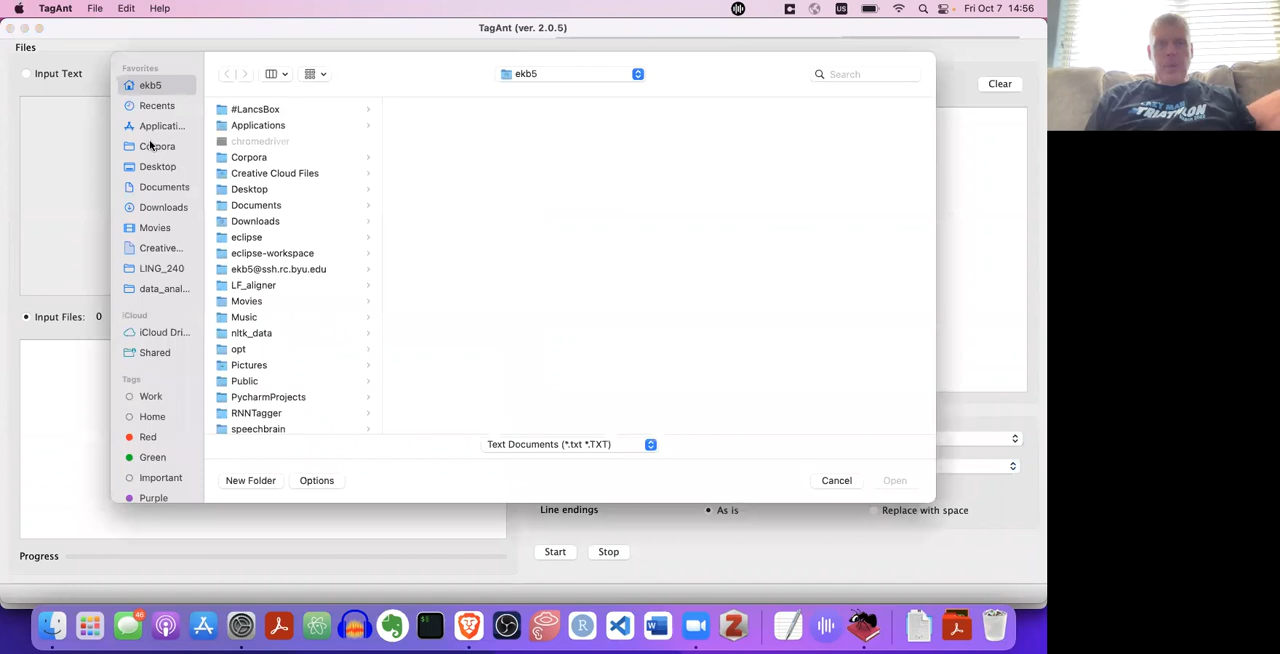 TagAnt File Edit Help
US Fri Oct 7 14:56
TagAnt (ver. 2.0.5)
Files
Input Text
Clear
Input Files: 0
Favorites
ekb5
Recents
Applicati...
Corpora
Desktop
Documents
Downloads
Movies
Creative...
LING_240
data_anal...
iCloud
iCloud Dri...
Shared
Tags
Work
Home
Red
Green
Important
Purple
ekb5
Search
#LancsBox
Applications
chromedriver
Corpora
Creative Cloud Files
Desktop
Documents
Downloads
eclipse
eclipse-workspace
ekb5@ssh.rc.byu.edu
LF_aligner
Movies
Music
nltk_data
opt
Pictures
Public
PycharmProjects
RNNTagger
speechbrain
Text Documents (*.txt *.TXT)
New Folder Options Cancel Open
Line endings As is Replace with space
Progress
Start Stop
46
TRIATHLON